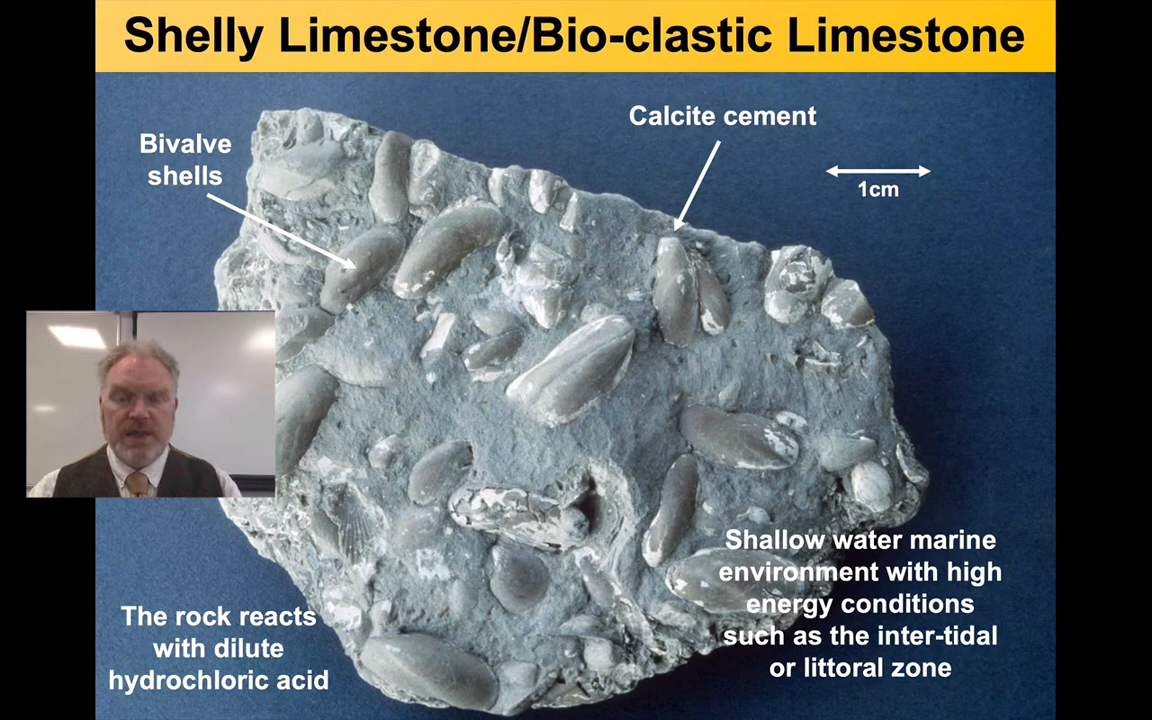 Shelly Limestone/Bio-clastic Limestone
Bivalve
shells
Calcite cement
1cm
The rock reacts
with dilute
hydrochloric acid
Shallow water marine
environment with high
energy conditions
such as the inter-tidal
or littoral zone